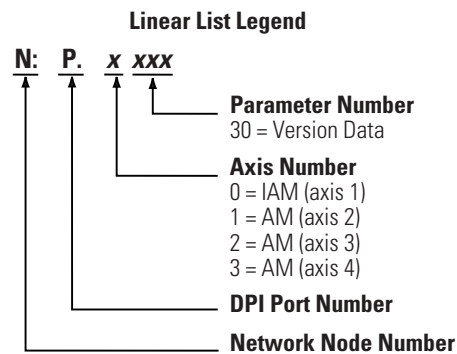 Linear List Legend
N: P. x xxx
Parameter Number
30 = Version Data
Axis Number
0 = IAM (axis 1)
1 = AM (axis 2)
2 = AM (axis 3)
3 = AM (axis 4)
DPI Port Number
Network Node Number